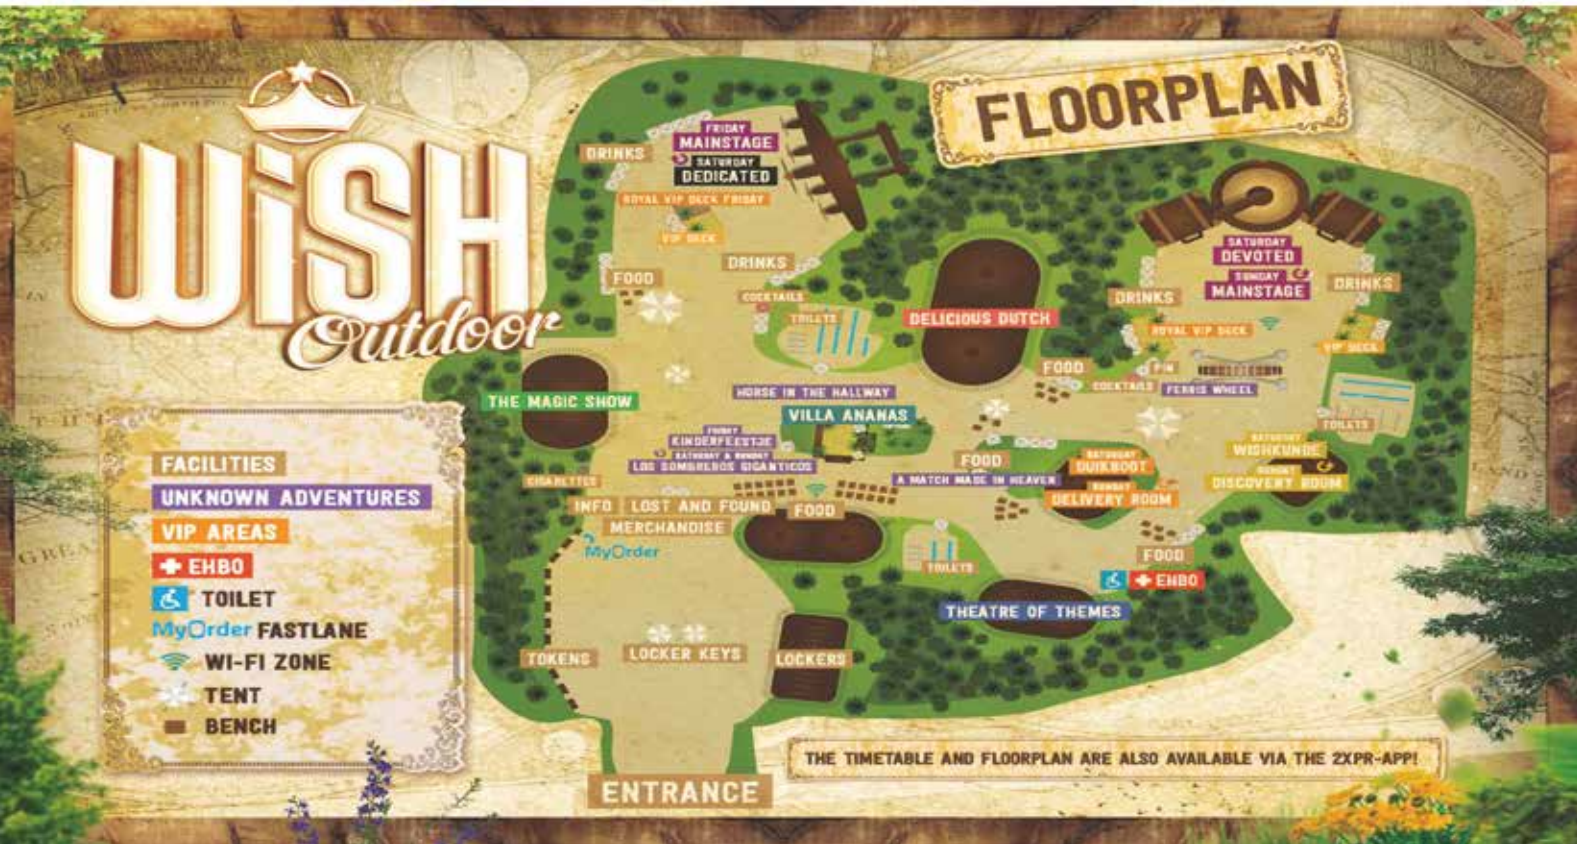 WiSH
Outdoor
FLOORPLAN
FRIDAY
MAINSTAGE
SATURDAY
DEDICATED
DRINKS
ROYAL VIP DECK FRIDAY
VIP DECK
DRINKS
FOOD
COCKTAILS
TOILETS
DELICIOUS DUTCH
SATURDAY
DEVOTED
SUNDAY
MAINSTAGE
DRINKS
DRINKS
ROYAL VIP DECK
VIP DECK
FOOD
PIN
COCKTAILS
FERRIS WHEEL
TOILETS
THE MAGIC SHOW
HORSE IN THE HALLWAY
VILLA ANANAS
FRIDAY
KINDERFEESTJE
SATURDAY & SUNDAY
LOS SOMBREROS GIGANTICOS
FOOD
A MATCH MADE IN HEAVEN
SATURDAY
DUIKBOOT
SUNDAY
DELIVERY ROOM
SATURDAY
WISHKUNDE
SUNDAY
DISCOVERY ROOM
CIGARETTES
INFO
LOST AND FOUND
FOOD
MERCHANDISE
MyOrder
TOILETS
FOOD
EHBO
THEATRE OF THEMES
TOKENS
LOCKER KEYS
LOCKERS
ENTRANCE
FACILITIES
UNKNOWN ADVENTURES
VIP AREAS
EHBO
TOILET
MyOrder FASTLANE
WI-FI ZONE
TENT
BENCH
THE TIMETABLE AND FLOORPLAN ARE ALSO AVAILABLE VIA THE 2XPR-APP!